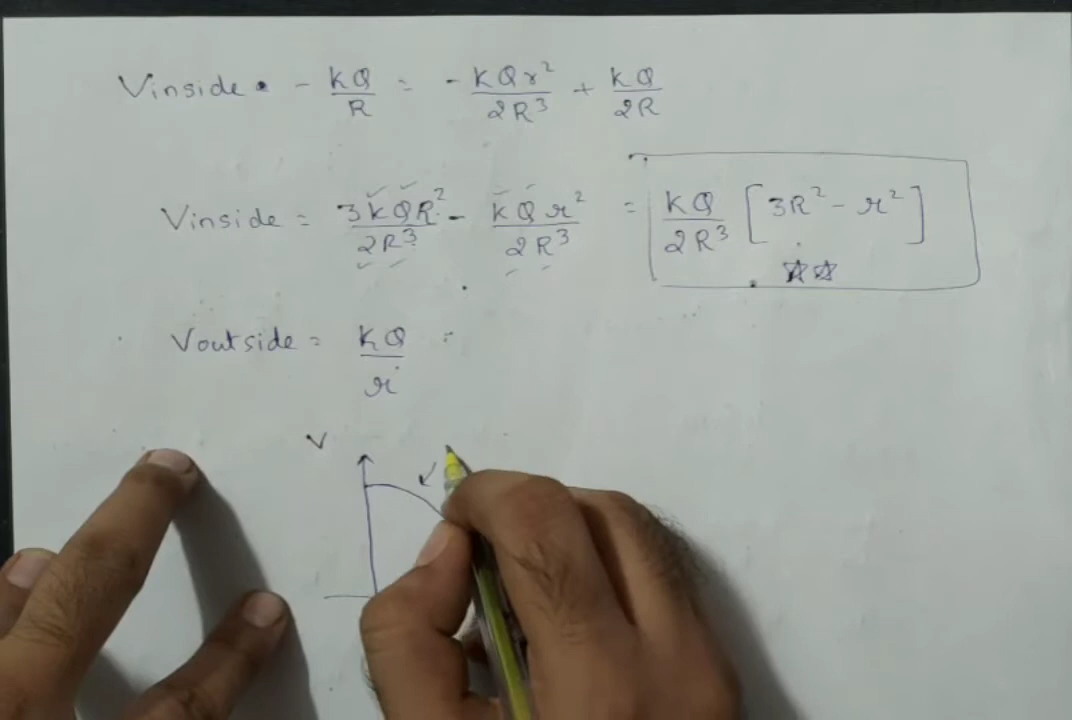 Vinside - kQ/R = - kQr²/2R³ + kQ/2R
Vinside = 3kQR²/2R³ - kQr²/2R³ = kQ/2R³ [3R² - r²]
Voutside = kQ/r =
V